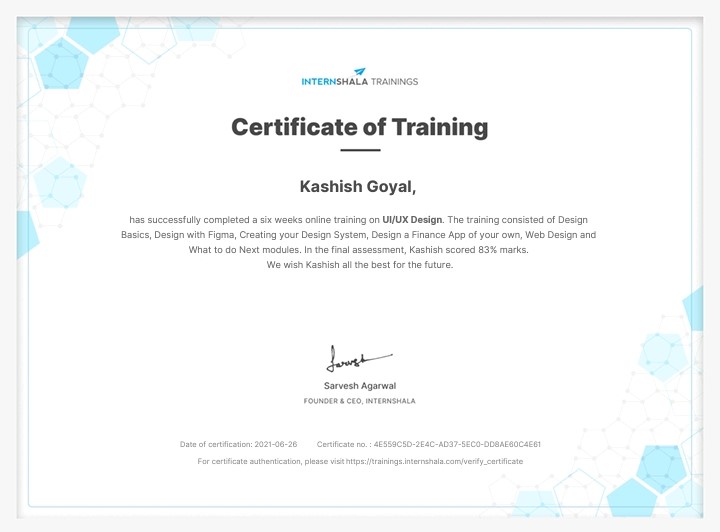 INTERNSHALA TRAININGS
Certificate of Training
Kashish Goyal,
has successfully completed a six weeks online training on UI/UX Design. The training consisted of Design
Basics, Design with Figma, Creating your Design System, Design a Finance App of your own, Web Design and
What to do Next modules. In the final assessment, Kashish scored 83% marks.
We wish Kashish all the best for the future.
Sarvesh
Sarvesh Agarwal
FOUNDER & CEO, INTERNSHALA
Date of certification: 2021-06-26 Certificate no. : 4E559C5D-2E4C-AD37-5EC0-DD8AE60C4E61
For certificate authentication, please visit https://trainings.internshala.com/verify_certificate